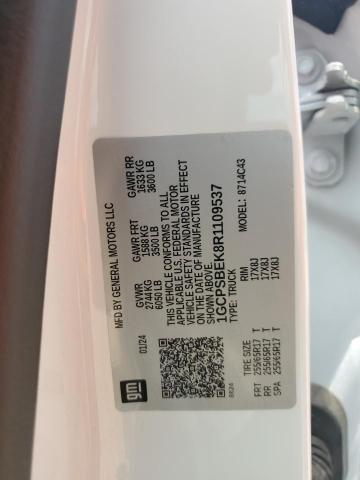 MFD BY GENERAL MOTORS LLC
01/24
GVWR
2744 KG
6050 LB
GAWR FRT
1588 KG
3500 LB
GAWR RR
1633 KG
3600 LB
THIS VEHICLE CONFORMS TO ALL
APPLICABLE U.S. FEDERAL MOTOR
VEHICLE SAFETY STANDARDS IN EFFECT
ON THE DATE OF MANUFACTURE
SHOWN ABOVE.
1GCPSBEK8R1109537
TYPE: TRUCK
MODEL: 8714C43
gm
TIRE SIZE RIM
FRT 255/65R17 T 17X8J
RR 255/65R17 T 17X8J
SPA 255/65R17 T 17X8J